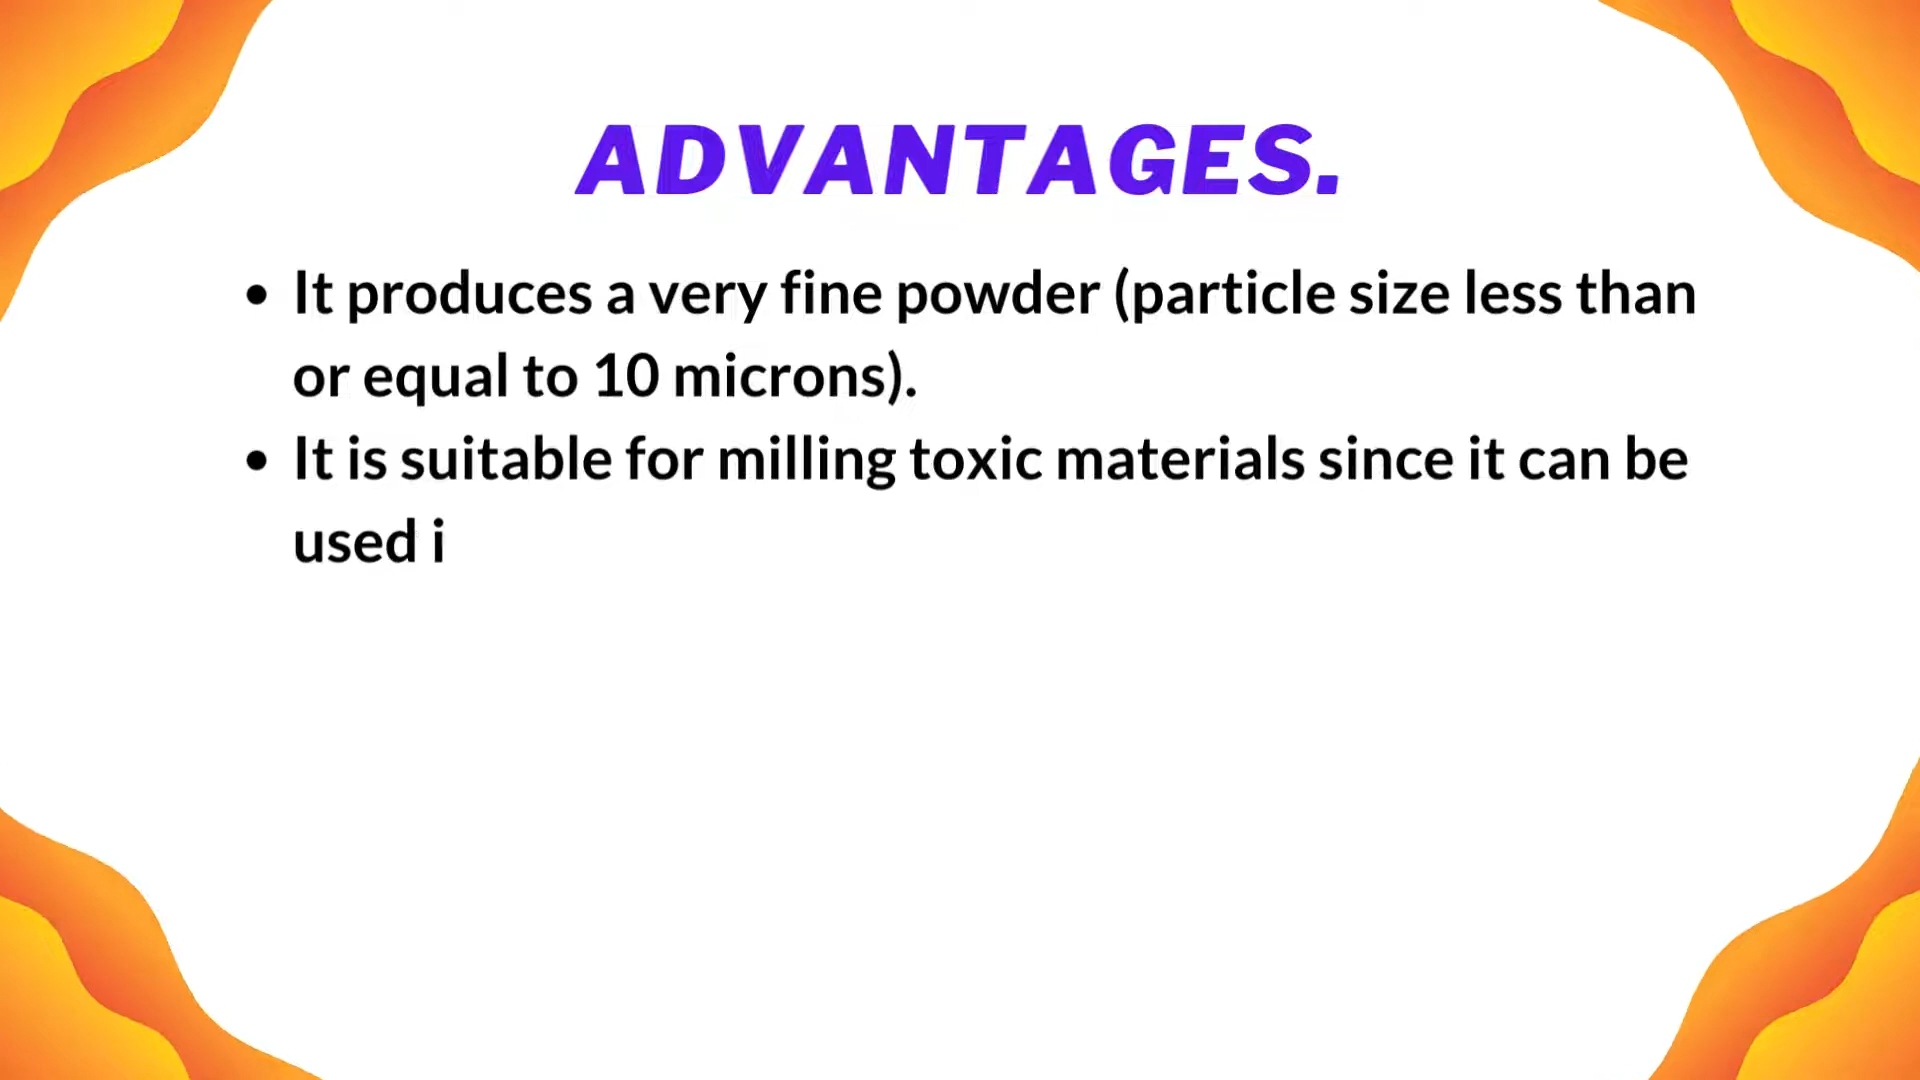 ADVANTAGES.
• It produces a very fine powder (particle size less than
or equal to 10 microns).
• It is suitable for milling toxic materials since it can be
used i